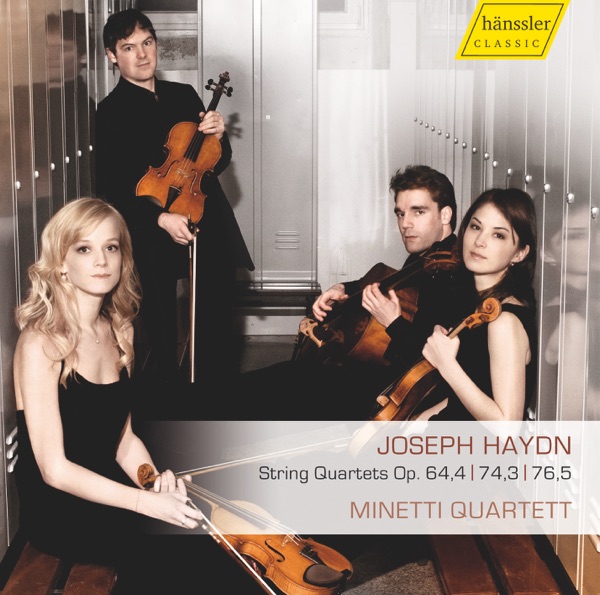 hänssler
CLASSIC
JOSEPH HAYDN
String Quartets Op. 64,4 | 74,3 | 76,5
MINETTI QUARTETT